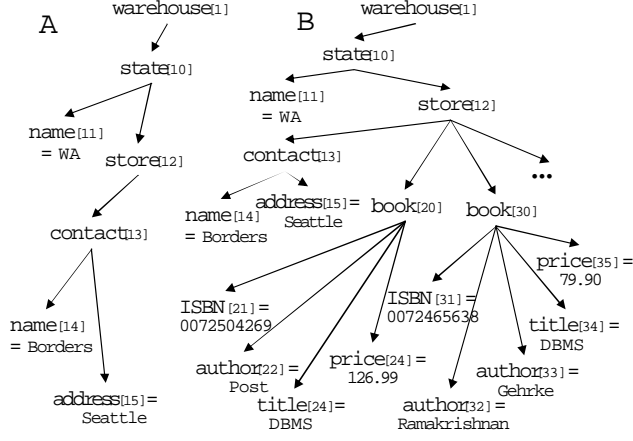 A
warehouse[1]
state[10]
name[11]
= WA
store[12]
contact[13]
name[14]
= Borders
address[15]=
Seattle
B
warehouse[1]
state[10]
name[11]
= WA
store[12]
contact[13]
...
name[14]
= Borders
address[15]=
Seattle
book[20]
book[30]
ISBN[21]=
0072504269
author[22]=
Post
title[24]=
DBMS
price[24]=
126.99
ISBN[31]=
0072465638
author[32]=
Ramakrishnan
author[33]=
Gehrke
title[34]=
DBMS
price[35]=
79.90